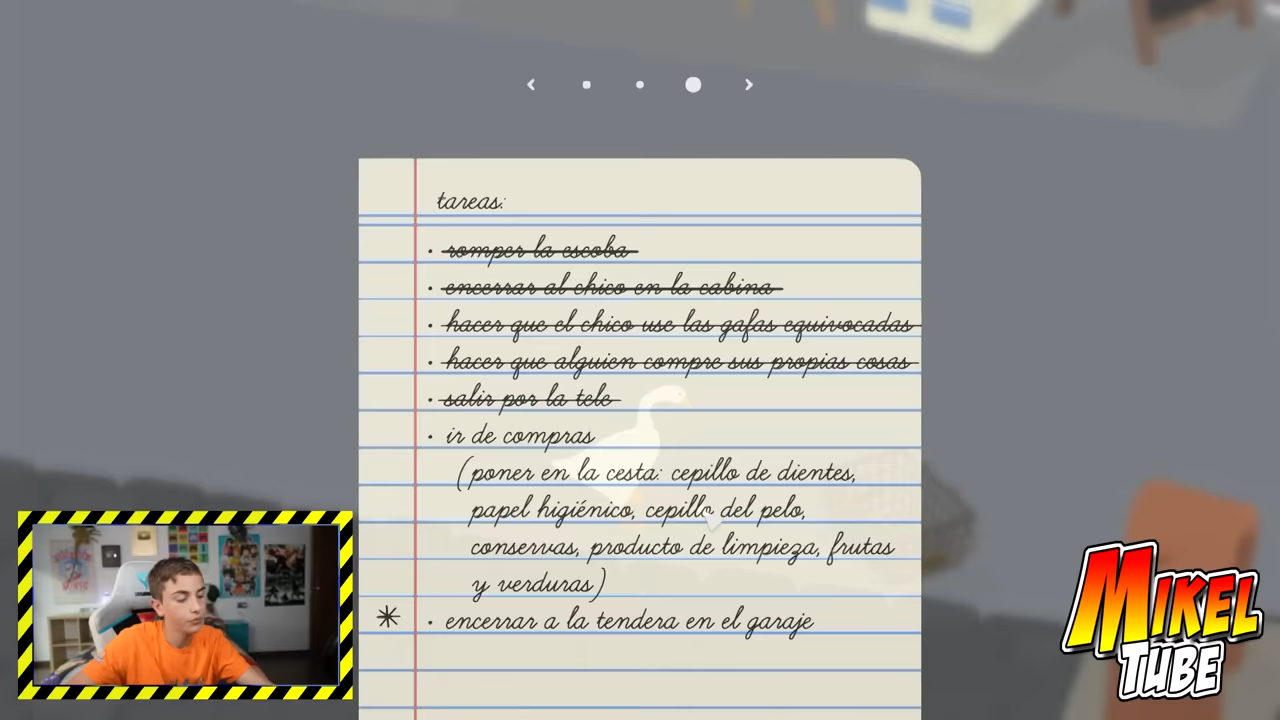 tareas:
· romper la escoba
· encerrar al chico en la cabina
· hacer que el chico use las gafas equivocadas
· hacer que alguien compre sus propias cosas
· salir por la tele
· ir de compras
(poner en la cesta: cepillo de dientes,
papel higiénico, cepillo del pelo,
conservas, producto de limpieza, frutas
y verduras)
· encerrar a la tendera en el garaje
MIKEL
TUBE